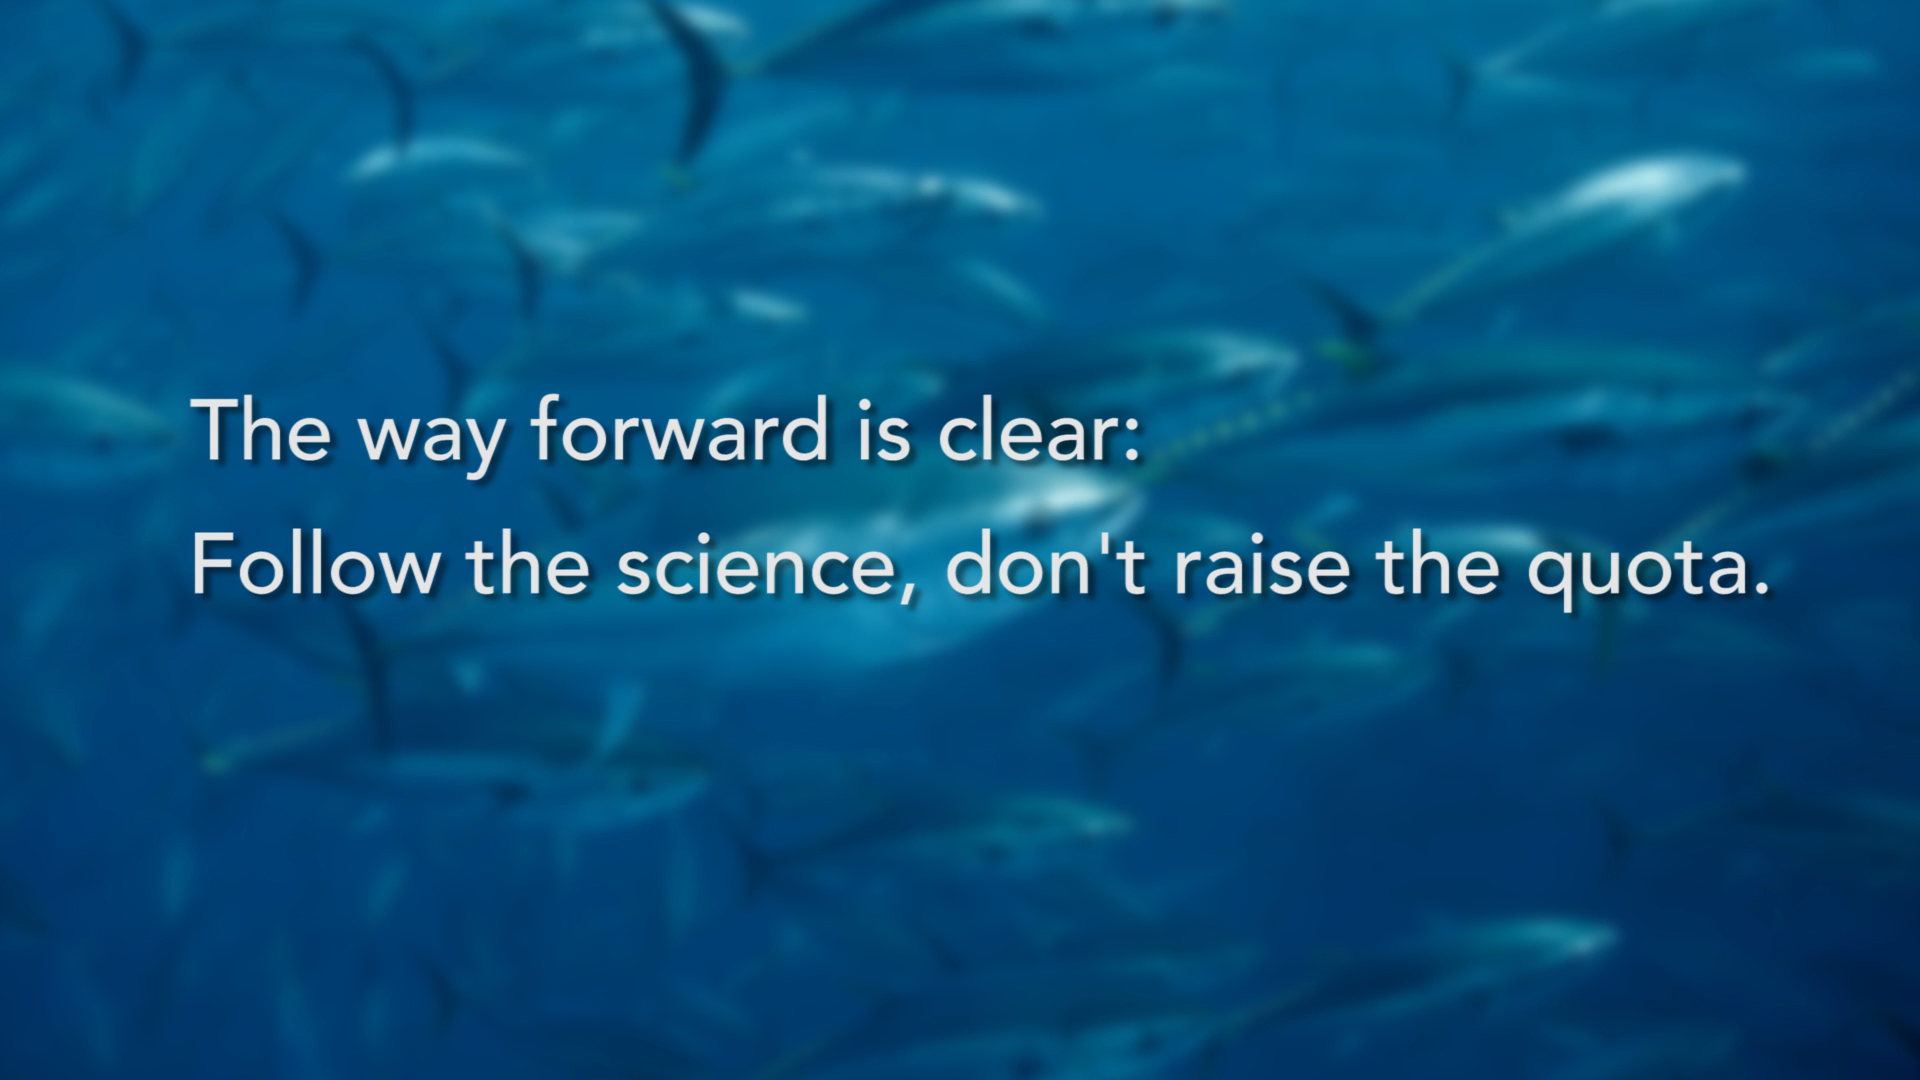 The way forward is clear:
Follow the science, don't raise the quota.